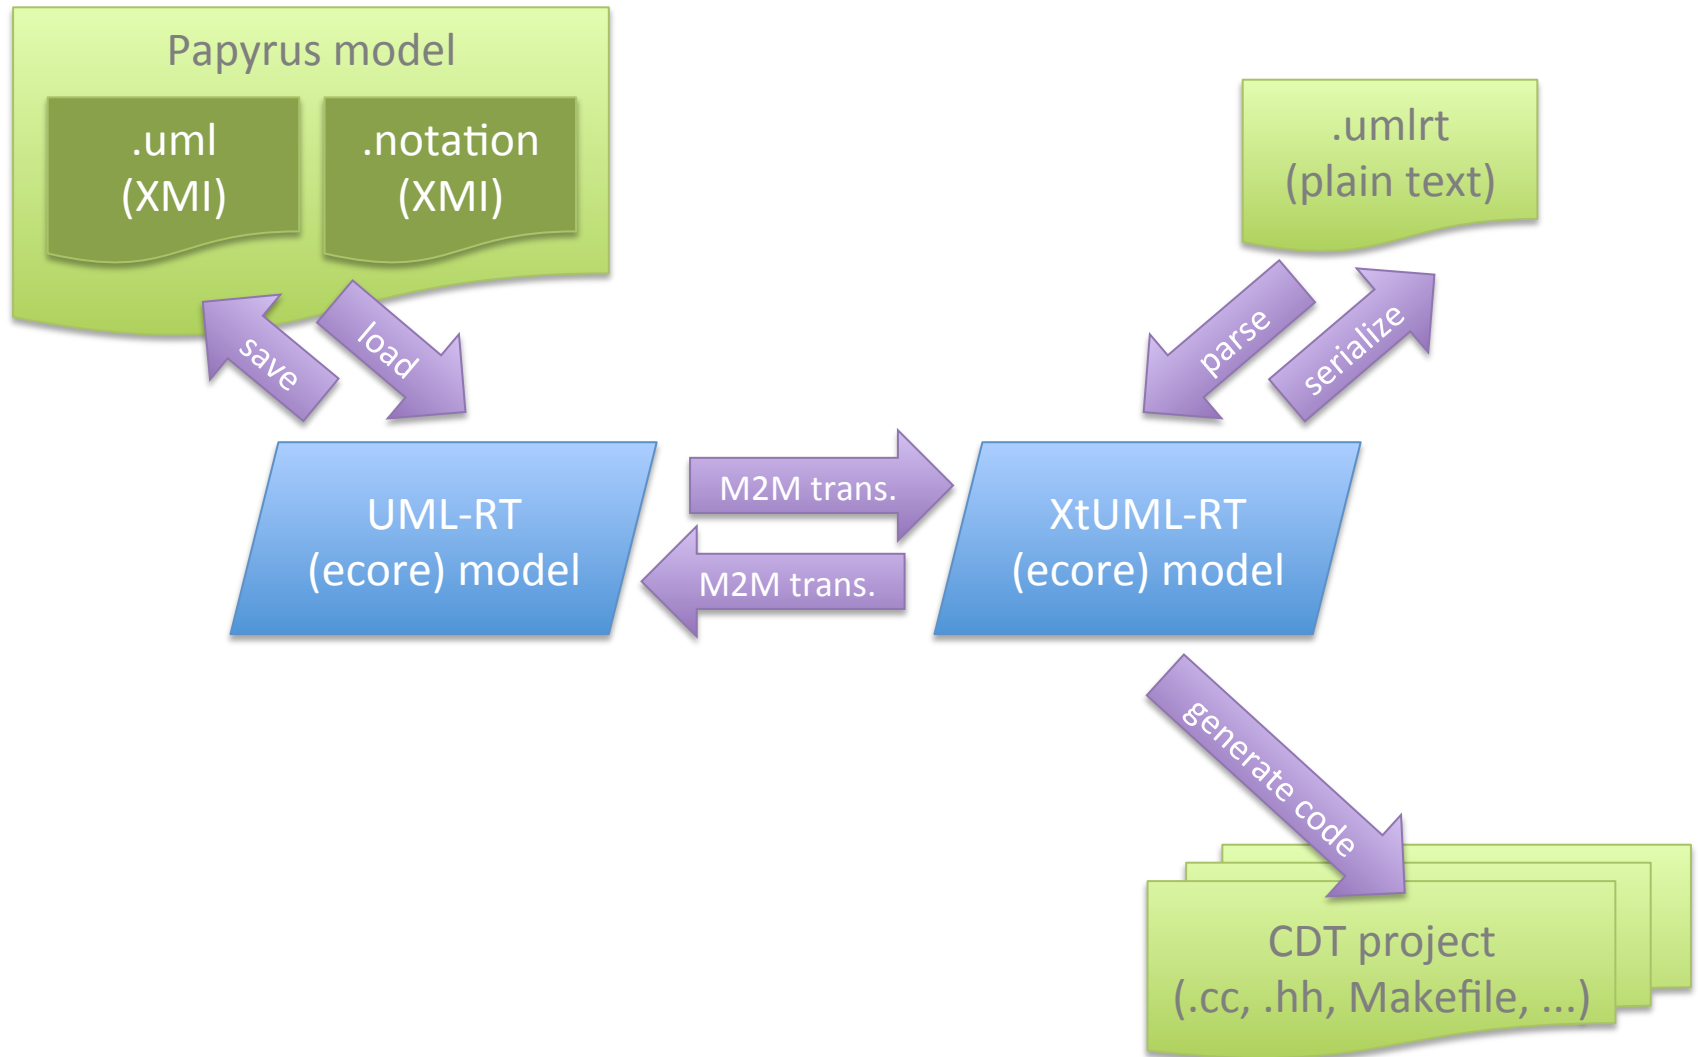 Papyrus model
.uml
(XMI)
.notation
(XMI)
.umlrt
(plain text)
save
load
parse
serialize
UML-RT
(ecore) model
M2M trans.
M2M trans.
XtUML-RT
(ecore) model
generate code
CDT project
(.cc, .hh, Makefile, ...)